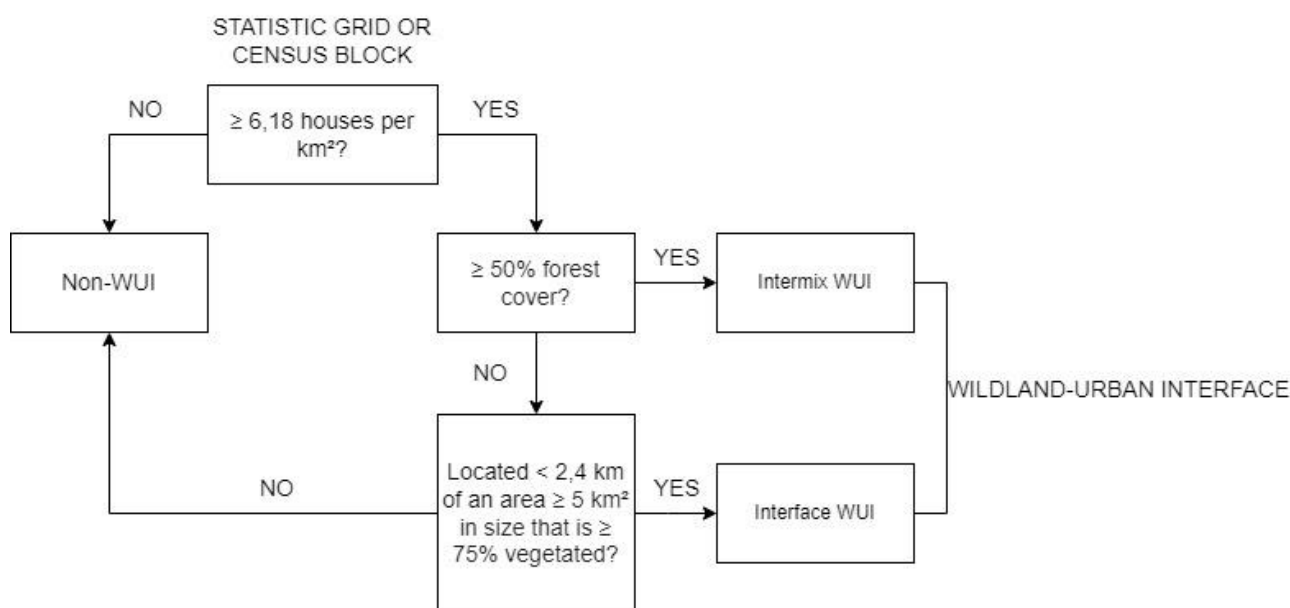 STATISTIC GRID OR
CENSUS BLOCK
NO
YES
≥ 6,18 houses per
km²?
Non-WUI
≥ 50% forest
cover?
YES
Intermix WUI
NO
WILDLAND-URBAN INTERFACE
Located < 2,4 km
of an area ≥ 5 km²
in size that is ≥
75% vegetated?
NO
YES
Interface WUI